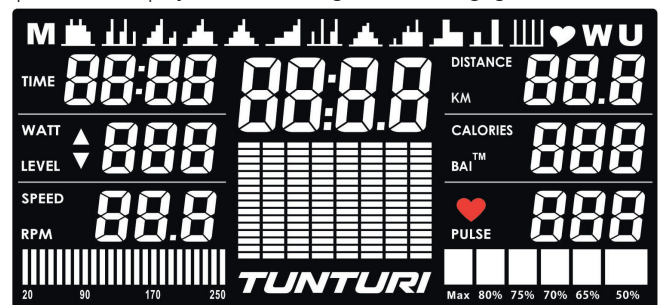 M W U
TIME 88:88
88:8.8
DISTANCE
KM 88.8
WATT
LEVEL 888
CALORIES
BAI™ 888
SPEED
RPM 88.8
PULSE 888
20 90 170 250
TUNTURI
Max 80% 75% 70% 65% 50%